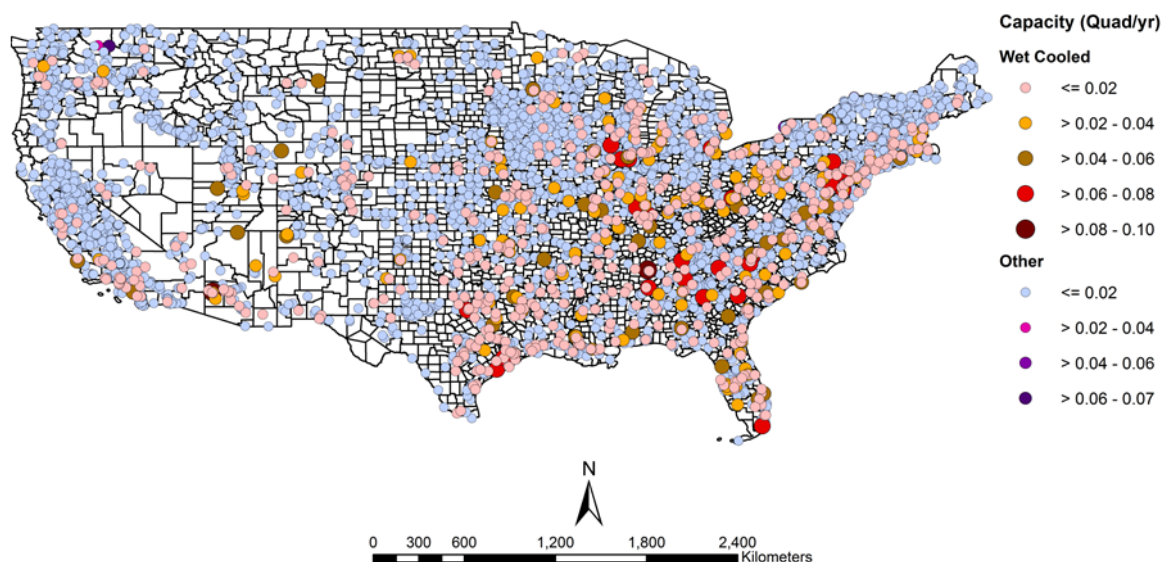 Capacity (Quad/yr)
Wet Cooled
<= 0.02
> 0.02 - 0.04
> 0.04 - 0.06
> 0.06 - 0.08
> 0.08 - 0.10
Other
<= 0.02
> 0.02 - 0.04
> 0.04 - 0.06
> 0.06 - 0.07
N
0 300 600 1,200 1,800 2,400
Kilometers